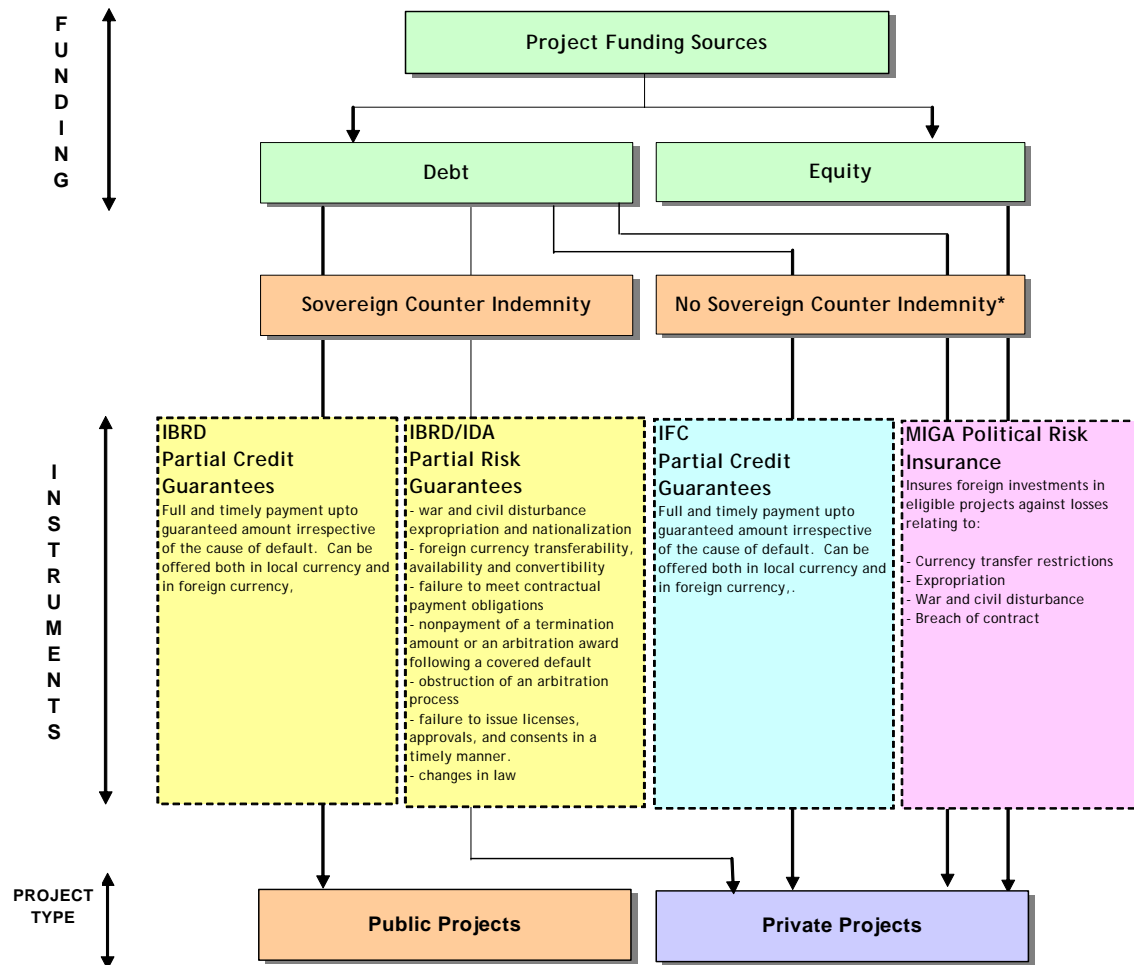 FUNDING
Project Funding Sources
Debt
Equity
Sovereign Counter Indemnity
No Sovereign Counter Indemnity*
INSTRUMENTS
IBRD
Partial Credit
Guarantees
Full and timely payment upto
guaranteed amount irrespective
of the cause of default.  Can be
offered both in local currency and
in foreign currency,
IBRD/IDA
Partial Risk
Guarantees
- war and civil disturbance
expropriation and nationalization
- foreign currency transferability,
availability and convertibility
- failure to meet contractual
payment obligations
- nonpayment of a termination
amount or an arbitration award
following a covered default
- obstruction of an arbitration
process
- failure to issue licenses,
approvals, and consents in a
timely manner.
- changes in law
IFC
Partial Credit
Guarantees
Full and timely payment upto
guaranteed amount irrespective
of the cause of default.  Can be
offered both in local currency and
in foreign currency,.
MIGA Political Risk
Insurance
Insures foreign investments in
eligible projects against losses
relating to:
- Currency transfer restrictions
- Expropriation
- War and civil disturbance
- Breach of contract
PROJECT
TYPE
Public Projects
Private Projects